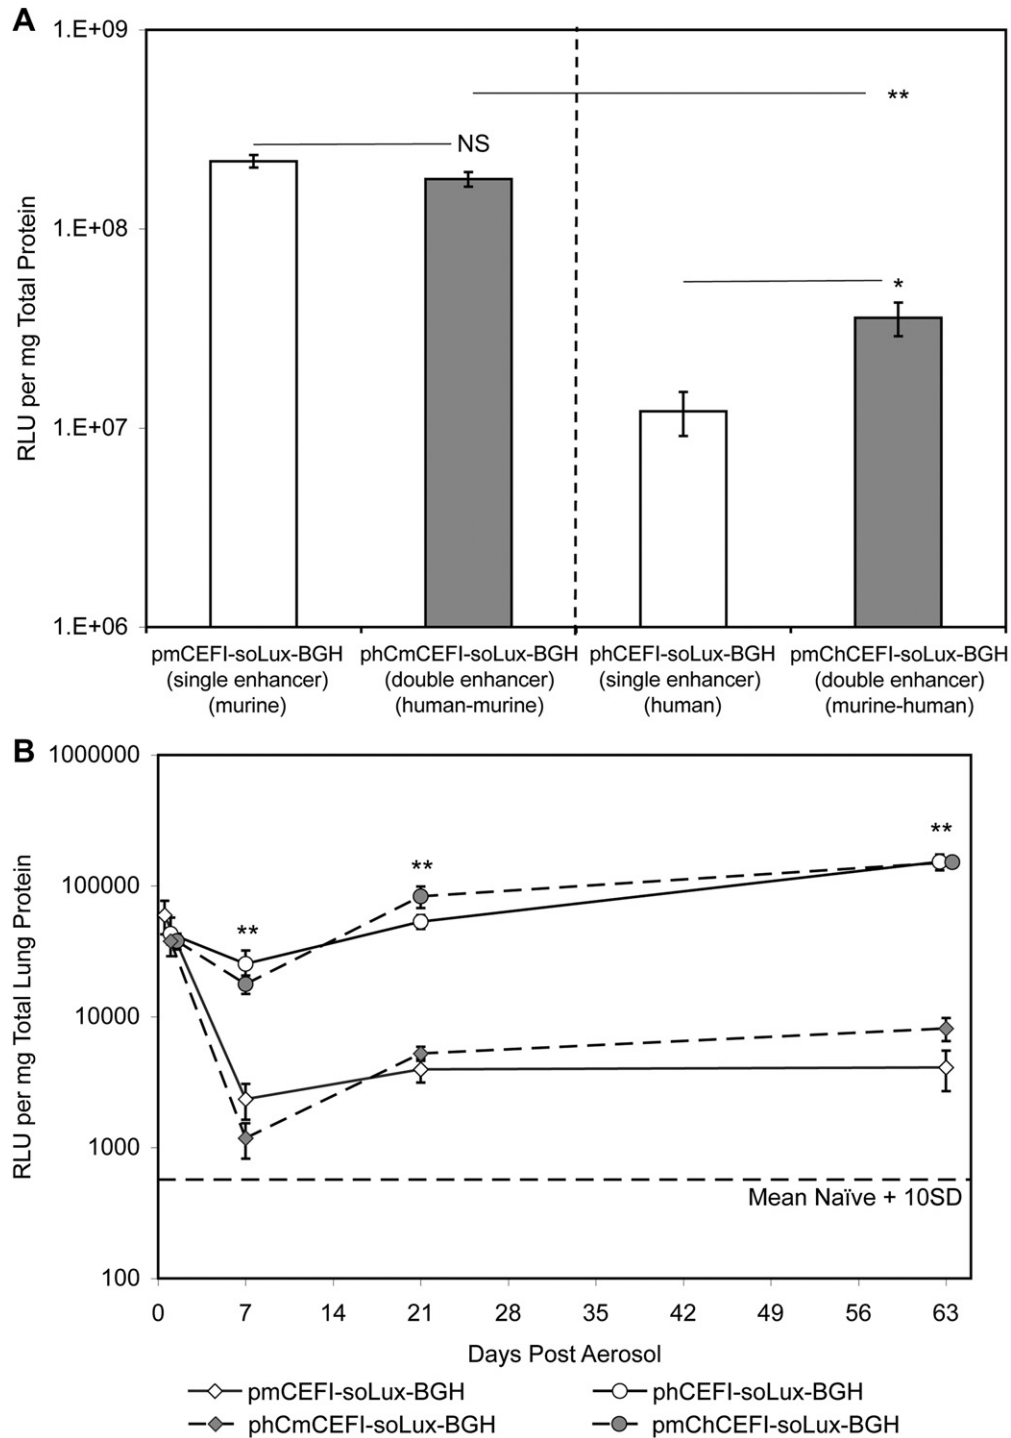 A
1.E+09
**
NS
1.E+08
*
1.E+07
1.E+06
RLU per mg Total Protein
pmCEFI-soLux-BGH
(single enhancer)
(murine)
phCmCEFI-soLux-BGH
(double enhancer)
(human-murine)
phCEFI-soLux-BGH
(single enhancer)
(human)
pmChCEFI-soLux-BGH
(double enhancer)
(murine-human)
B
1000000
**
**
100000
**
10000
1000
Mean Naïve + 10SD
100
RLU per mg Total Lung Protein
0 7 14 21 28 35 42 49 56 63
Days Post Aerosol
pmCEFI-soLux-BGH
phCEFI-soLux-BGH
phCmCEFI-soLux-BGH
pmChCEFI-soLux-BGH